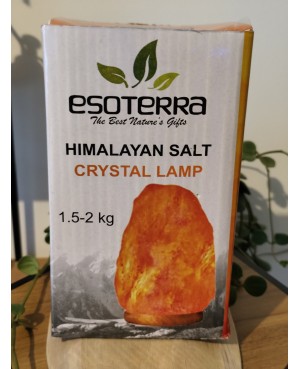 ESOTERRA
The Best Nature's Gifts
HIMALAYAN SALT
CRYSTAL LAMP
1.5-2 kg